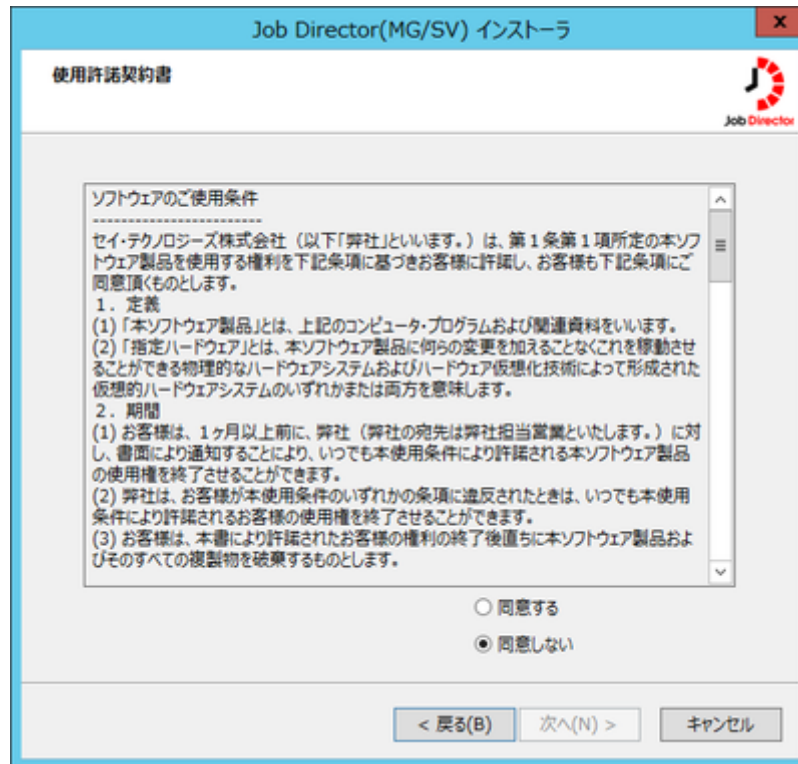 Job Director(MG/SV) インストーラ
x
使用許諾契約書
Job Director
ソフトウェアのご使用条件
------------------------
セイ・テクノロジーズ株式会社（以下「弊社」といいます。）は、第１条第１項所定の本ソフ
トウェア製品を使用する権利を下記条項に基づきお客様に許諾し、お客様も下記条項にご
同意頂くものとします。
１．定義
(1)「本ソフトウェア製品」とは、上記のコンピュータ・プログラムおよび関連資料をいいます。
(2)「指定ハードウェア」とは、本ソフトウェア製品に何らの変更を加えることなくこれを稼動させ
ることができる物理的なハードウェアシステムおよびハードウェア仮想化技術によって形成された
仮想的ハードウェアシステムのいずれかまたは両方を意味します。
２．期間
(1) お客様は、１ヶ月以上前に、弊社（弊社の宛先は弊社担当営業といたします。）に対
し、書面により通知することにより、いつでも本使用条件により許諾される本ソフトウェア製品
の使用権を終了させることができます。
(2) 弊社は、お客様が本使用条件のいずれかの条項に違反されたときは、いつでも本使用
条件により許諾されるお客様の使用権を終了させることができます。
(3) お客様は、本書により許諾されたお客様の権利の終了後直ちに本ソフトウェア製品およ
びそのすべての複製物を破棄するものとします。
同意する
同意しない
< 戻る(B) 次へ(N) > キャンセル